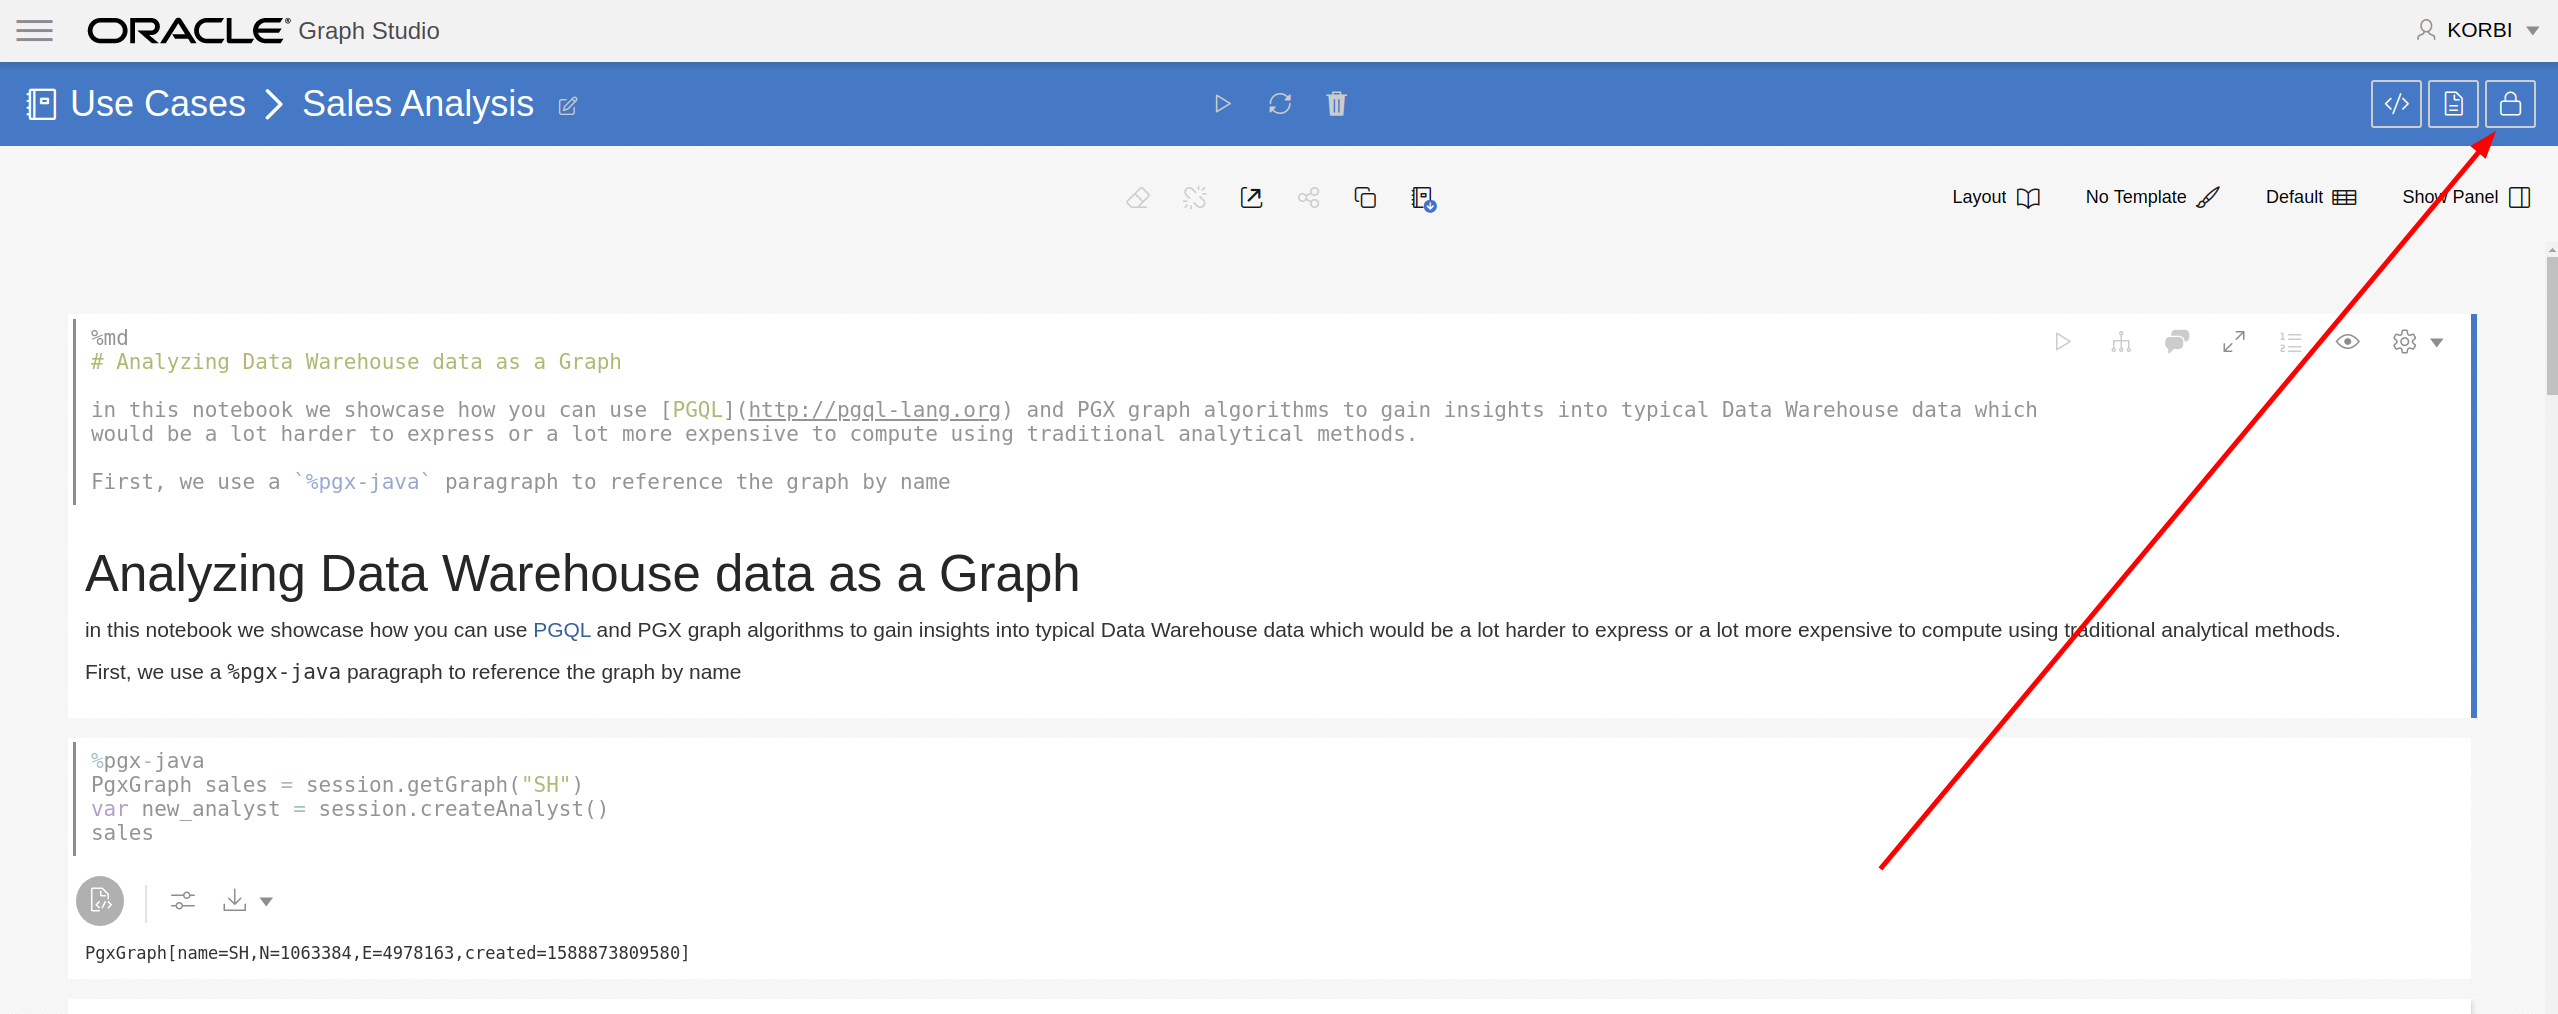 ORACLE® Graph Studio
KORBI
Use Cases > Sales Analysis
Layout
No Template
Default
Show Panel
%md
# Analyzing Data Warehouse data as a Graph
in this notebook we showcase how you can use [PGQL](http://pgql-lang.org) and PGX graph algorithms to gain insights into typical Data Warehouse data which
would be a lot harder to express or a lot more expensive to compute using traditional analytical methods.
First, we use a `%pgx-java` paragraph to reference the graph by name
Analyzing Data Warehouse data as a Graph
in this notebook we showcase how you can use PGQL and PGX graph algorithms to gain insights into typical Data Warehouse data which would be a lot harder to express or a lot more expensive to compute using traditional analytical methods.
First, we use a %pgx-java paragraph to reference the graph by name
%pgx-java
PgxGraph sales = session.getGraph("SH")
var new_analyst = session.createAnalyst()
sales
PgxGraph[name=SH,N=1063384,E=4978163,created=1588873809580]